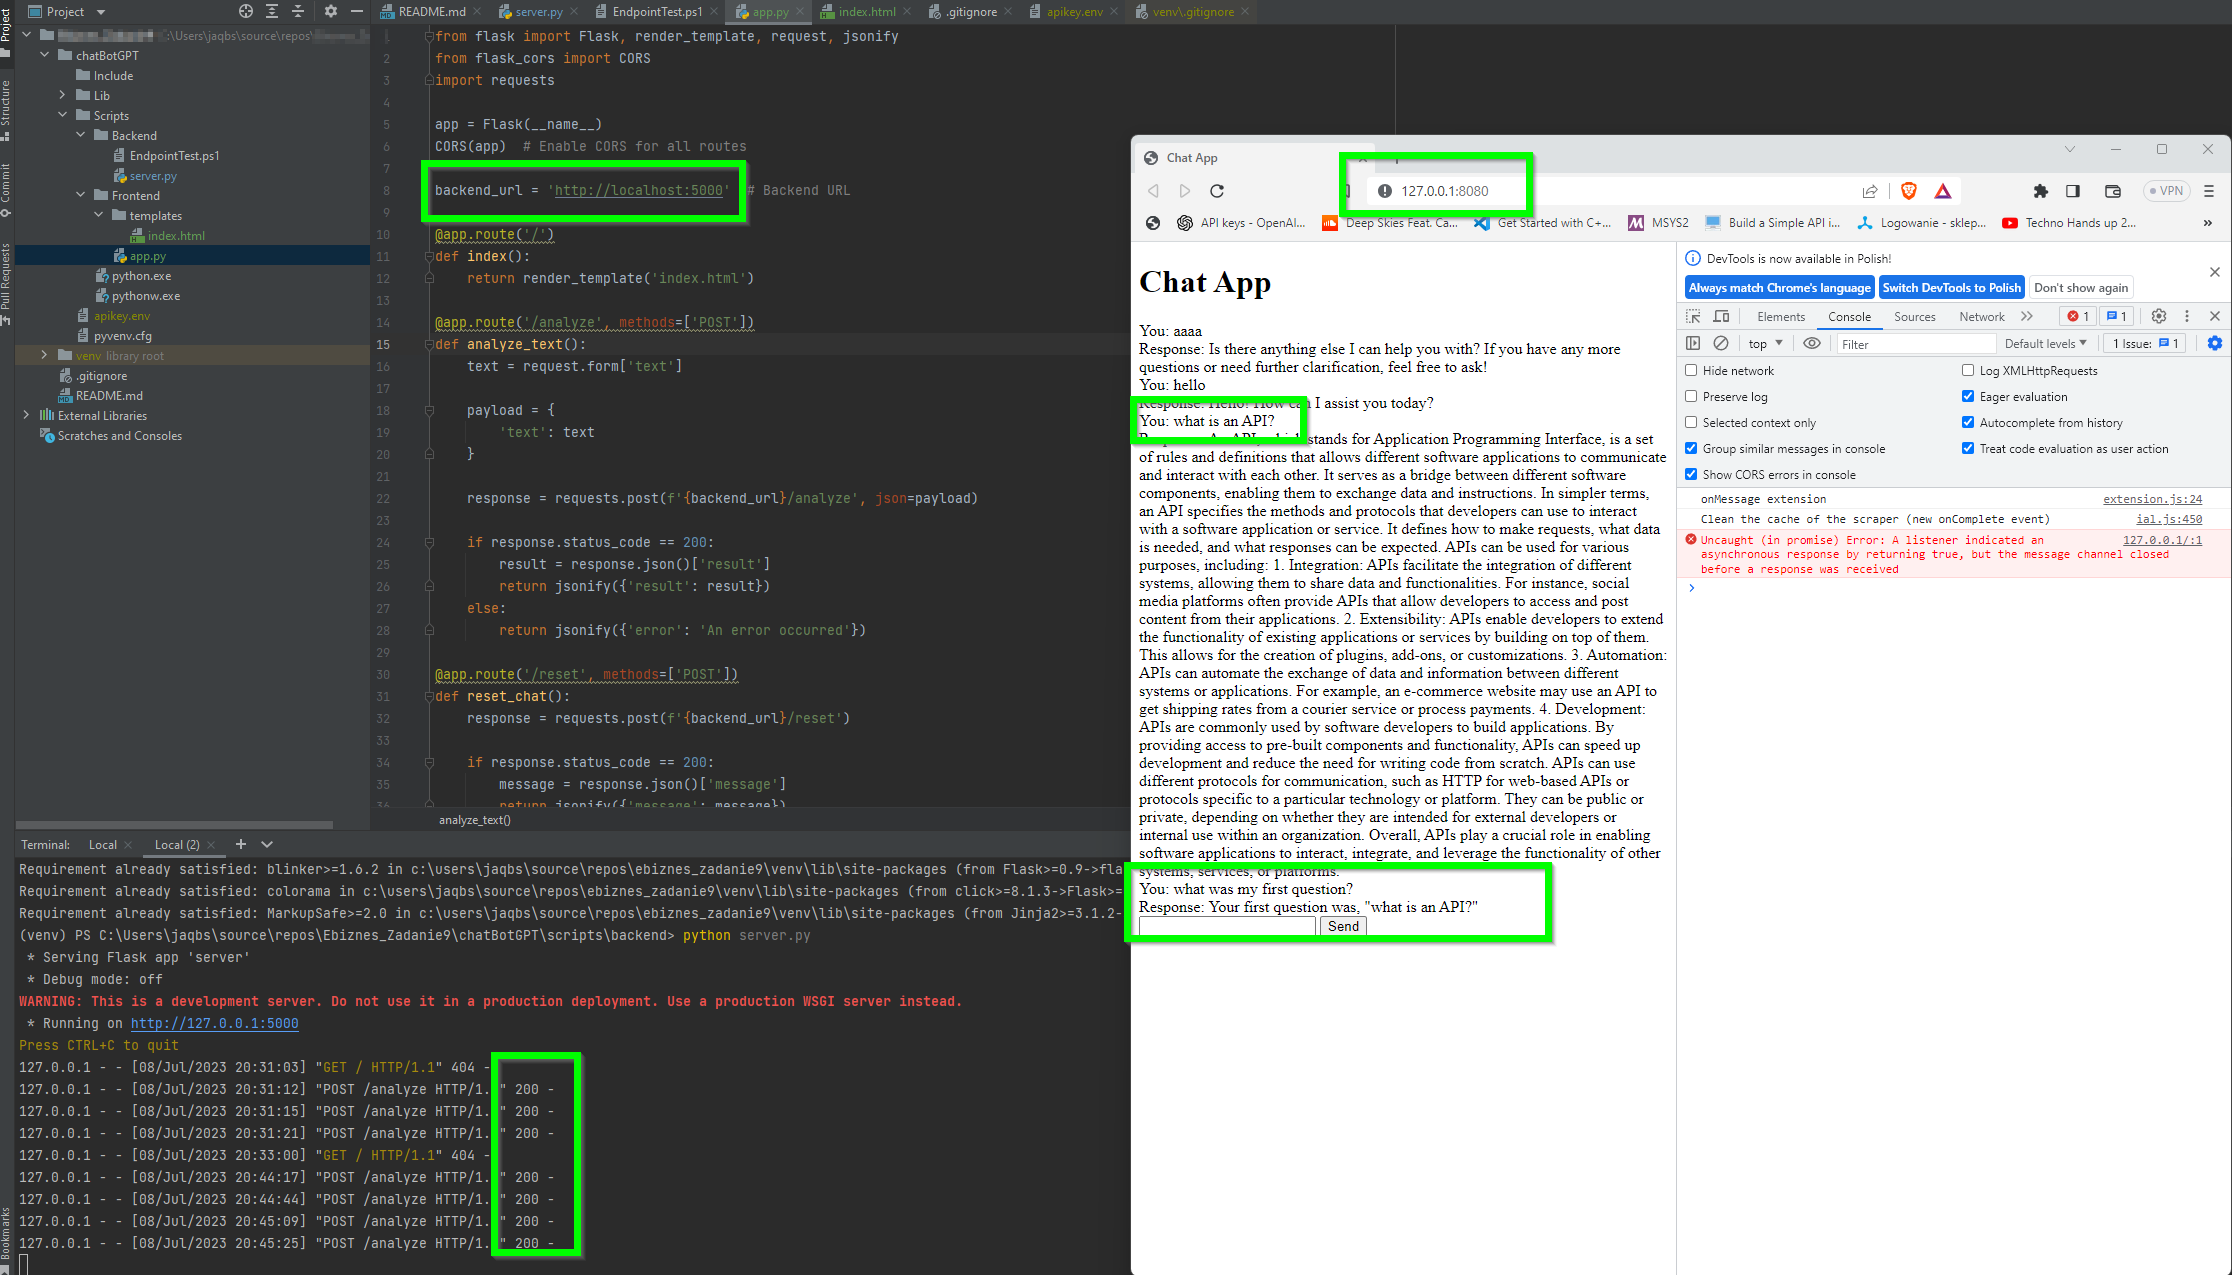 Project
README.md
server.py
EndpointTest.ps1
app.py
index.html
.gitignore
apikey.env
venv\.gitignore
Project
Structure
Commit
Pull Requests
Bookmarks
C:\Users\jaqbs\source\repos\
chatBotGPT
Include
Lib
Scripts
Backend
EndpointTest.ps1
server.py
Frontend
templates
index.html
app.py
python.exe
pythonw.exe
apikey.env
pyvenv.cfg
venv library root
.gitignore
README.md
External Libraries
Scratches and Consoles
1 from flask import Flask, render_template, request, jsonify
2 from flask_cors import CORS
3 import requests
4
5 app = Flask(__name__)
6 CORS(app) # Enable CORS for all routes
7
8 backend_url = 'http://localhost:5000' # Backend URL
9
10 @app.route('/')
11 def index():
12 return render_template('index.html')
13
14 @app.route('/analyze', methods=['POST'])
15 def analyze_text():
16 text = request.form['text']
17
18 payload = {
19 'text': text
20 }
21
22 response = requests.post(f'{backend_url}/analyze', json=payload)
23
24 if response.status_code == 200:
25 result = response.json()['result']
26 return jsonify({'result': result})
27 else:
28 return jsonify({'error': 'An error occurred'})
29
30 @app.route('/reset', methods=['POST'])
31 def reset_chat():
32 response = requests.post(f'{backend_url}/reset')
33
34 if response.status_code == 200:
35 message = response.json()['message']
36 return jsonify({'message': message})
analyze_text()
Terminal: Local Local (2)
Requirement already satisfied: blinker>=1.6.2 in c:\users\jaqbs\source\repos\ebiznes_zadanie9\venv\lib\site-packages (from Flask>=0.9->fla
Requirement already satisfied: colorama in c:\users\jaqbs\source\repos\ebiznes_zadanie9\venv\lib\site-packages (from click>=8.1.3->Flask>=
Requirement already satisfied: MarkupSafe>=2.0 in c:\users\jaqbs\source\repos\ebiznes_zadanie9\venv\lib\site-packages (from Jinja2>=3.1.2-
(venv) PS C:\Users\jaqbs\source\repos\Ebiznes_Zadanie9\chatBotGPT\scripts\backend> python server.py
* Serving Flask app 'server'
* Debug mode: off
WARNING: This is a development server. Do not use it in a production deployment. Use a production WSGI server instead.
* Running on http://127.0.0.1:5000
Press CTRL+C to quit
127.0.0.1 - - [08/Jul/2023 20:31:03] "GET / HTTP/1.1" 404 -
127.0.0.1 - - [08/Jul/2023 20:31:12] "POST /analyze HTTP/1. " 200 -
127.0.0.1 - - [08/Jul/2023 20:31:15] "POST /analyze HTTP/1. " 200 -
127.0.0.1 - - [08/Jul/2023 20:31:21] "POST /analyze HTTP/1. " 200 -
127.0.0.1 - - [08/Jul/2023 20:33:00] "GET / HTTP/1.1" 404 -
127.0.0.1 - - [08/Jul/2023 20:44:17] "POST /analyze HTTP/1. " 200 -
127.0.0.1 - - [08/Jul/2023 20:44:44] "POST /analyze HTTP/1. " 200 -
127.0.0.1 - - [08/Jul/2023 20:45:09] "POST /analyze HTTP/1. " 200 -
127.0.0.1 - - [08/Jul/2023 20:45:25] "POST /analyze HTTP/1. " 200 -
Chat App
127.0.0.1:8080
VPN
API keys - OpenAI...
Deep Skies Feat. Ca...
Get Started with C+...
MSYS2
Build a Simple API i...
Logowanie - sklep...
Techno Hands up 2...
Chat App
You: aaaa
Response: Is there anything else I can help you with? If you have any more
questions or need further clarification, feel free to ask!
You: hello
Response: Hello! How can I assist you today?
You: what is an API?
Response: An API, which stands for Application Programming Interface, is a set
of rules and definitions that allows different software applications to communicate
and interact with each other. It serves as a bridge between different software
components, enabling them to exchange data and instructions. In simpler terms,
an API specifies the methods and protocols that developers can use to interact
with a software application or service. It defines how to make requests, what data
is needed, and what responses can be expected. APIs can be used for various
purposes, including: 1. Integration: APIs facilitate the integration of different
systems, allowing them to share data and functionalities. For instance, social
media platforms often provide APIs that allow developers to access and post
content from their applications. 2. Extensibility: APIs enable developers to extend
the functionality of existing applications or services by building on top of them.
This allows for the creation of plugins, add-ons, or customizations. 3. Automation:
APIs can automate the exchange of data and information between different
systems or applications. For example, an e-commerce website may use an API to
get shipping rates from a courier service or process payments. 4. Development:
APIs are commonly used by software developers to build applications. By
providing access to pre-built components and functionality, APIs can speed up
development and reduce the need for writing code from scratch. APIs can use
different protocols for communication, such as HTTP for web-based APIs or
protocols specific to a particular technology or platform. They can be public or
private, depending on whether they are intended for external developers or
internal use within an organization. Overall, APIs play a crucial role in enabling
software applications to interact, integrate, and leverage the functionality of other
systems, services, or platforms.
You: what was my first question?
Response: Your first question was, "what is an API?"
Send
DevTools is now available in Polish!
Always match Chrome's language
Switch DevTools to Polish
Don't show again
Elements Console Sources Network 1 1
top Filter Default levels 1 Issue: 1
Hide network
Log XMLHttpRequests
Preserve log
Eager evaluation
Selected context only
Autocomplete from history
Group similar messages in console
Treat code evaluation as user action
Show CORS errors in console
onMessage extension extension.js:24
Clean the cache of the scraper (new onComplete event) ial.js:450
Uncaught (in promise) Error: A listener indicated an 127.0.0.1/:1
asynchronous response by returning true, but the message channel closed
before a response was received